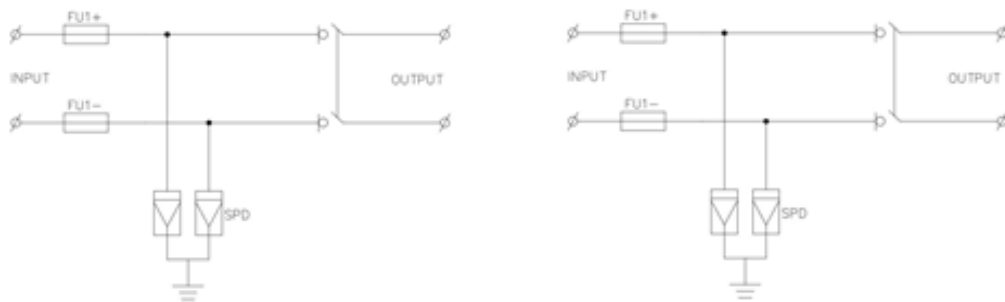 FU1+
INPUT
OUTPUT
FU1-
SPD
FU1+
INPUT
OUTPUT
FU1-
SPD